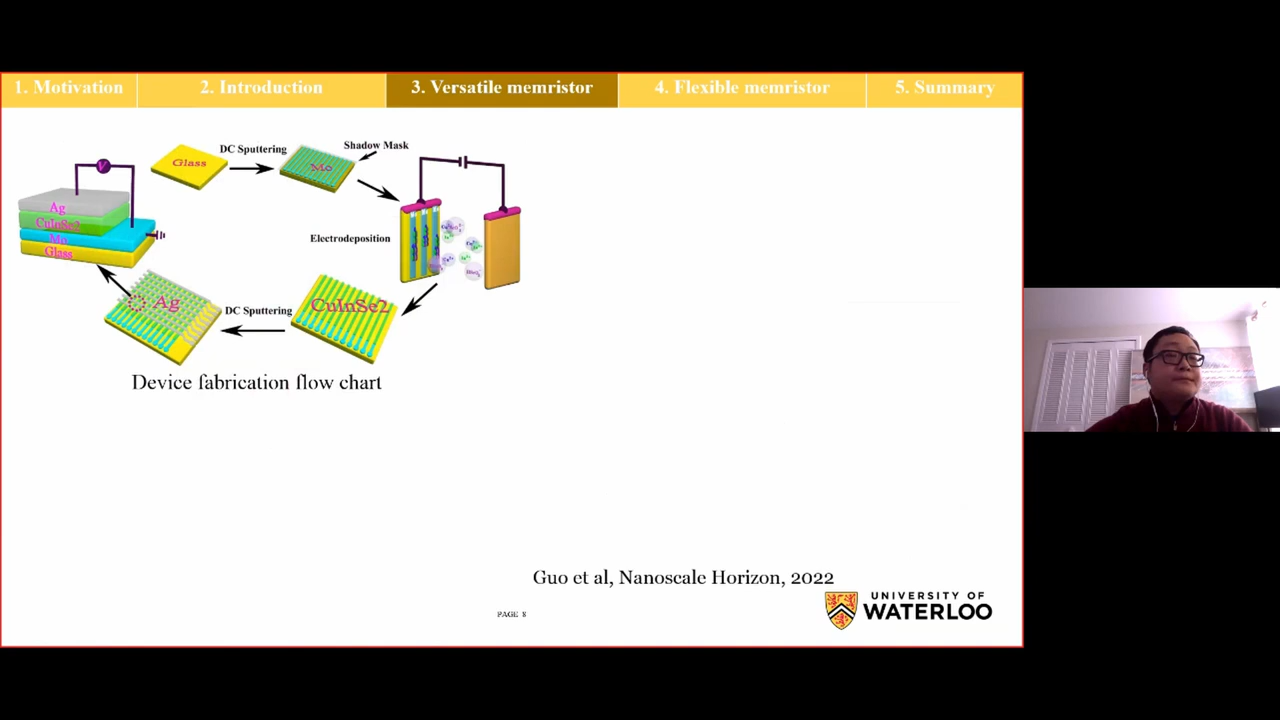 1. Motivation
2. Introduction
3. Versatile memristor
4. Flexible memristor
5. Summary
Glass
DC Sputtering
Mo
Shadow Mask
V
Ag
CuInSe2
Mo
Glass
Electrodeposition
Ag
DC Sputtering
CuInSe2
Device fabrication flow chart
Guo et al, Nanoscale Horizon, 2022
PAGE 8
UNIVERSITY OF
WATERLOO